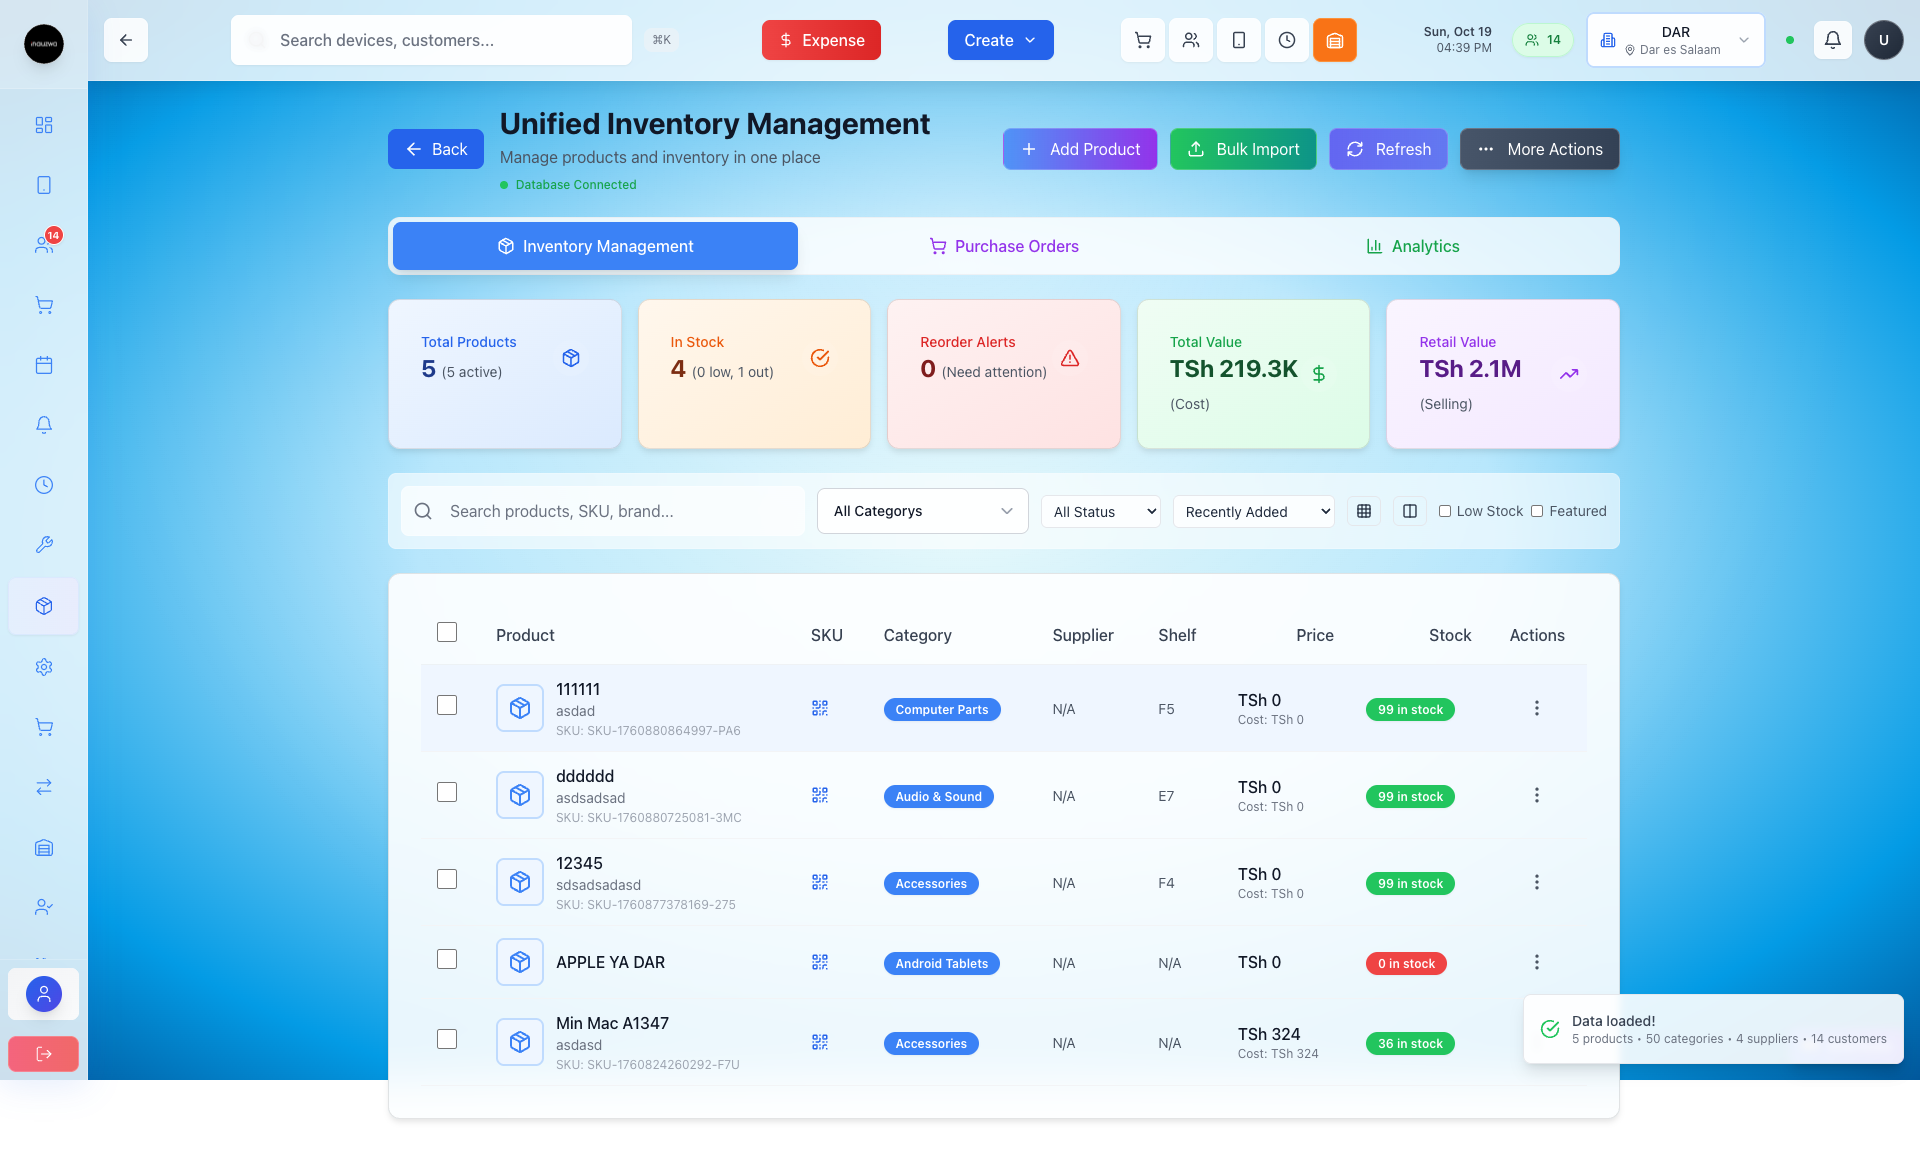 inauzwa
Search devices, customers...
⌘K
$ Expense
Create
Sun, Oct 19
04:39 PM
14
DAR
Dar es Salaam
U
14
Back
Unified Inventory Management
Manage products and inventory in one place
Database Connected
Add Product
Bulk Import
Refresh
More Actions
Inventory Management
Purchase Orders
Analytics
Total Products
5 (5 active)
In Stock
4 (0 low, 1 out)
Reorder Alerts
0 (Need attention)
Total Value
TSh 219.3K
(Cost)
Retail Value
TSh 2.1M
(Selling)
Search products, SKU, brand...
All Categorys
All Status
Recently Added
Low Stock
Featured
Product SKU Category Supplier Shelf Price Stock Actions
111111
asdad
SKU: SKU-1760880864997-PA6
Computer Parts
N/A
F5
TSh 0
Cost: TSh 0
99 in stock
dddddd
asdsadsad
SKU: SKU-1760880725081-3MC
Audio & Sound
N/A
E7
TSh 0
Cost: TSh 0
99 in stock
12345
sdsadsadasd
SKU: SKU-1760877378169-275
Accessories
N/A
F4
TSh 0
Cost: TSh 0
99 in stock
APPLE YA DAR
Android Tablets
N/A
N/A
TSh 0
0 in stock
Min Mac A1347
asdasd
SKU: SKU-1760824260292-F7U
Accessories
N/A
N/A
TSh 324
Cost: TSh 324
36 in stock
Data loaded!
5 products • 50 categories • 4 suppliers • 14 customers